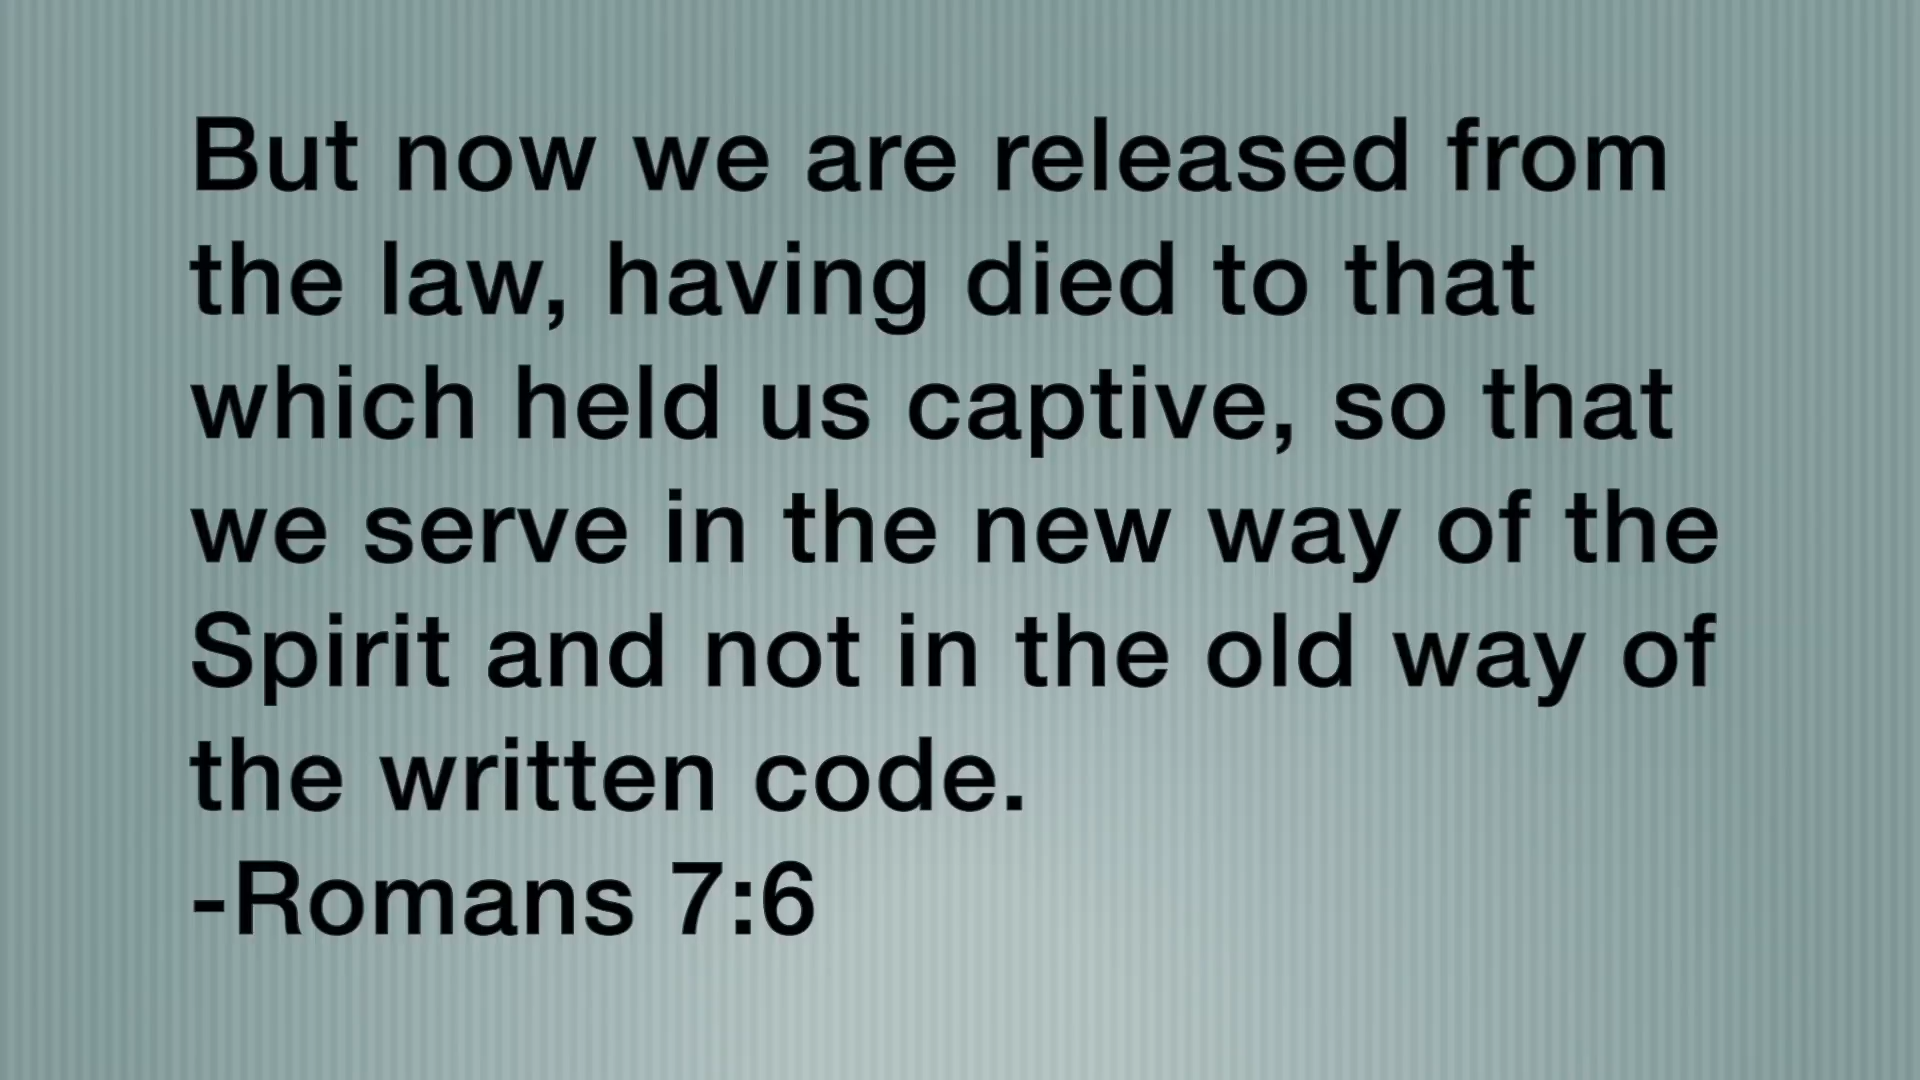 But now we are released from
the law, having died to that
which held us captive, so that
we serve in the new way of the
Spirit and not in the old way of
the written code.
-Romans 7:6